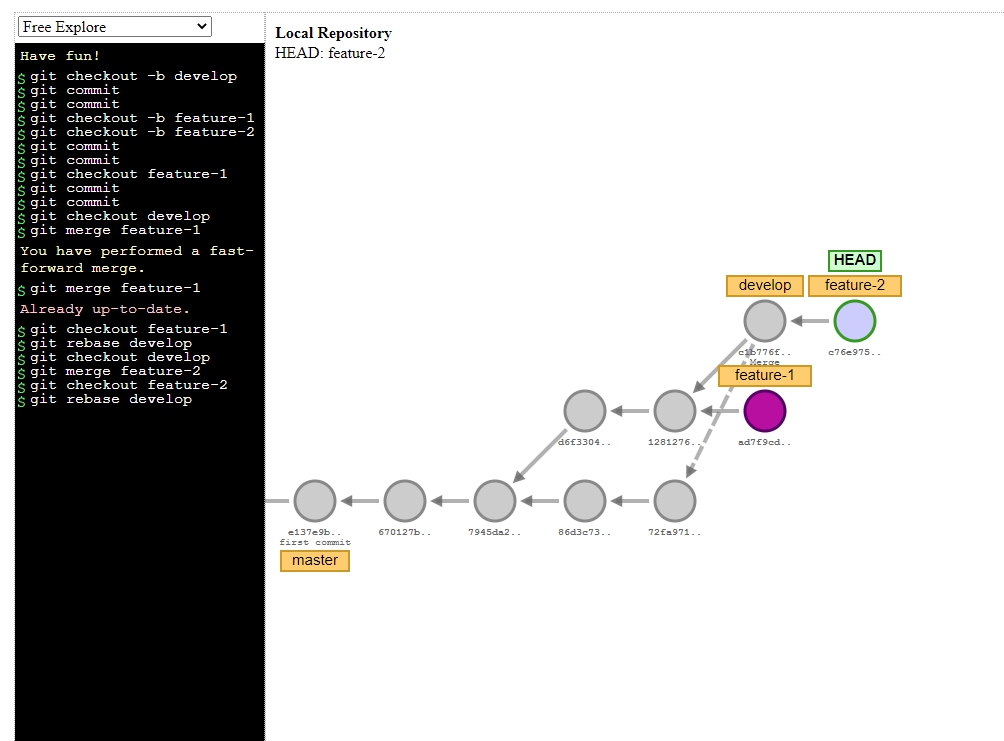 Free Explore
Have fun!
$ git checkout -b develop
$ git commit
$ git commit
$ git checkout -b feature-1
$ git checkout -b feature-2
$ git commit
$ git commit
$ git checkout feature-1
$ git commit
$ git commit
$ git checkout develop
$ git merge feature-1
You have performed a fast-
forward merge.
$ git merge feature-1
Already up-to-date.
$ git checkout feature-1
$ git rebase develop
$ git checkout develop
$ git merge feature-2
$ git checkout feature-2
$ git rebase develop
Local Repository
HEAD: feature-2
HEAD
develop
feature-2
c1b776f..
Merge
c76e975..
feature-1
d6f3304..
1281276..
ad7f9cd..
e137e9b..
first commit
670127b..
7945da2..
86d3c73..
72fa971..
master